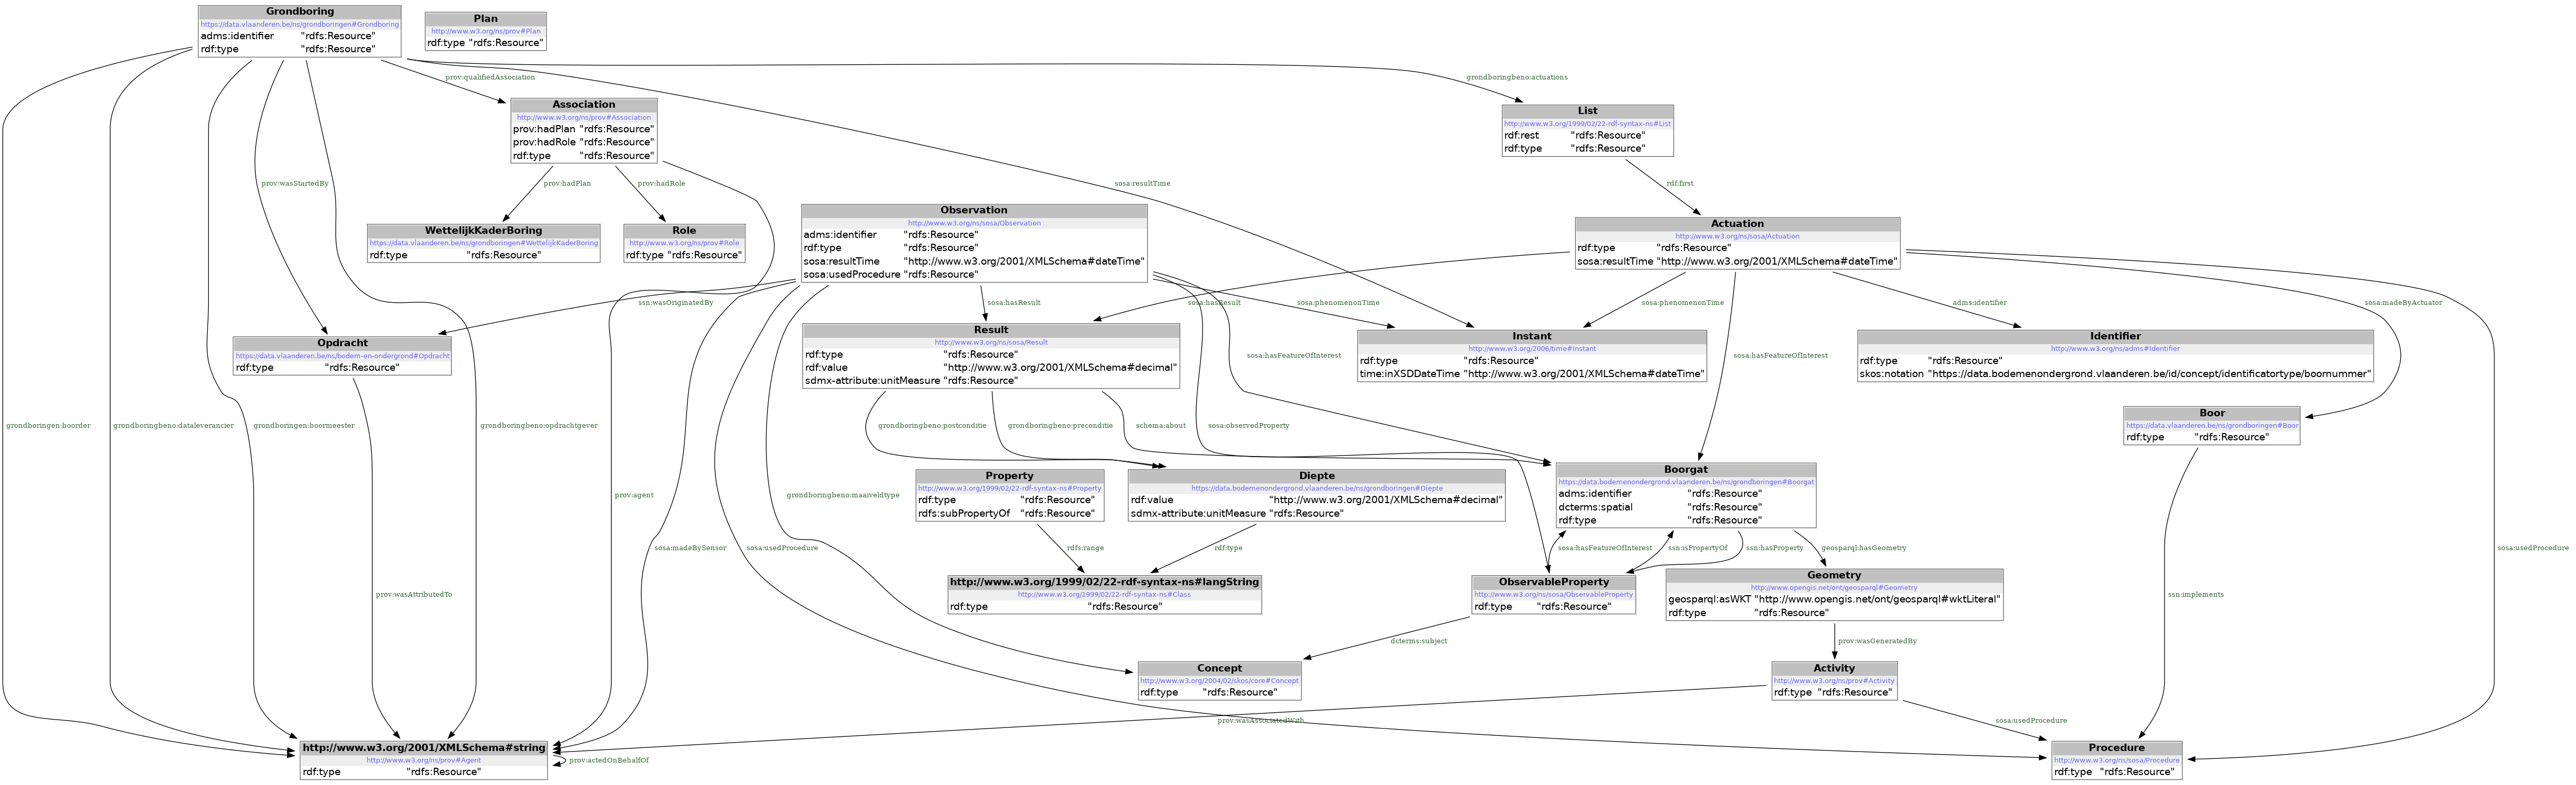 Grondboring
https://data.vlaanderen.be/ns/grondboringen#Grondboring
adms:identifier "rdfs:Resource"
rdf:type "rdfs:Resource"
Plan
http://www.w3.org/ns/prov#Plan
rdf:type "rdfs:Resource"
prov:qualifiedAssociation
grondboringbeno:actuations
Association
http://www.w3.org/ns/prov#Association
prov:hadPlan "rdfs:Resource"
prov:hadRole "rdfs:Resource"
rdf:type "rdfs:Resource"
List
http://www.w3.org/1999/02/22-rdf-syntax-ns#List
rdf:rest "rdfs:Resource"
rdf:type "rdfs:Resource"
prov:wasStartedBy
prov:hadPlan
prov:hadRole
sosa:resultTime
rdf:first
WettelijkKaderBoring
https://data.vlaanderen.be/ns/grondboringen#WettelijkKaderBoring
rdf:type "rdfs:Resource"
Role
http://www.w3.org/ns/prov#Role
rdf:type "rdfs:Resource"
Observation
http://www.w3.org/ns/sosa/Observation
adms:identifier "rdfs:Resource"
rdf:type "rdfs:Resource"
sosa:resultTime "http://www.w3.org/2001/XMLSchema#dateTime"
sosa:usedProcedure "rdfs:Resource"
Actuation
http://www.w3.org/ns/sosa/Actuation
rdf:type "rdfs:Resource"
sosa:resultTime "http://www.w3.org/2001/XMLSchema#dateTime"
ssn:wasOriginatedBy
sosa:hasResult
sosa:hasResult
sosa:phenomenonTime
sosa:phenomenonTime
adms:identifier
sosa:madeByActuator
Opdracht
https://data.vlaanderen.be/ns/bodem-en-ondergrond#Opdracht
rdf:type "rdfs:Resource"
Result
http://www.w3.org/ns/sosa/Result
rdf:type "rdfs:Resource"
rdf:value "http://www.w3.org/2001/XMLSchema#decimal"
sdmx-attribute:unitMeasure "rdfs:Resource"
sosa:hasFeatureOfInterest
Instant
http://www.w3.org/2006/time#Instant
rdf:type "rdfs:Resource"
time:inXSDDateTime "http://www.w3.org/2001/XMLSchema#dateTime"
sosa:hasFeatureOfInterest
Identifier
http://www.w3.org/ns/adms#Identifier
rdf:type "rdfs:Resource"
skos:notation "https://data.bodemenondergrond.vlaanderen.be/id/concept/identificatortype/boornummer"
grondboringen:boorder
grondboringbeno:dataleverancier
grondboringen:boormeester
grondboringbeno:opdrachtgever
grondboringbeno:postconditie
grondboringbeno:preconditie
schema:about
sosa:observedProperty
Boor
https://data.vlaanderen.be/ns/grondboringen#Boor
rdf:type "rdfs:Resource"
prov:agent
grondboringbeno:maaiveldtype
Property
http://www.w3.org/1999/02/22-rdf-syntax-ns#Property
rdf:type "rdfs:Resource"
rdfs:subPropertyOf "rdfs:Resource"
Diepte
https://data.bodemenondergrond.vlaanderen.be/ns/grondboringen#Diepte
rdf:value "http://www.w3.org/2001/XMLSchema#decimal"
sdmx-attribute:unitMeasure "rdfs:Resource"
Boorgat
https://data.bodemenondergrond.vlaanderen.be/ns/grondboringen#Boorgat
adms:identifier "rdfs:Resource"
dcterms:spatial "rdfs:Resource"
rdf:type "rdfs:Resource"
sosa:madeBySensor
sosa:usedProcedure
rdfs:range
rdf:type
sosa:hasFeatureOfInterest
ssn:isPropertyOf
ssn:hasProperty
geosparql:hasGeometry
sosa:usedProcedure
http://www.w3.org/1999/02/22-rdf-syntax-ns#langString
http://www.w3.org/1999/02/22-rdf-syntax-ns#Class
rdf:type "rdfs:Resource"
ObservableProperty
http://www.w3.org/ns/sosa/ObservableProperty
rdf:type "rdfs:Resource"
Geometry
http://www.opengis.net/ont/geosparql#Geometry
geosparql:asWKT "http://www.opengis.net/ont/geosparql#wktLiteral"
rdf:type "rdfs:Resource"
prov:wasAttributedTo
ssn:implements
dcterms:subject
prov:wasGeneratedBy
Concept
http://www.w3.org/2004/02/skos/core#Concept
rdf:type "rdfs:Resource"
Activity
http://www.w3.org/ns/prov#Activity
rdf:type "rdfs:Resource"
prov:wasAssociatedWith
sosa:usedProcedure
http://www.w3.org/2001/XMLSchema#string
http://www.w3.org/ns/prov#Agent
rdf:type "rdfs:Resource"
prov:actedOnBehalfOf
Procedure
http://www.w3.org/ns/sosa/Procedure
rdf:type "rdfs:Resource"